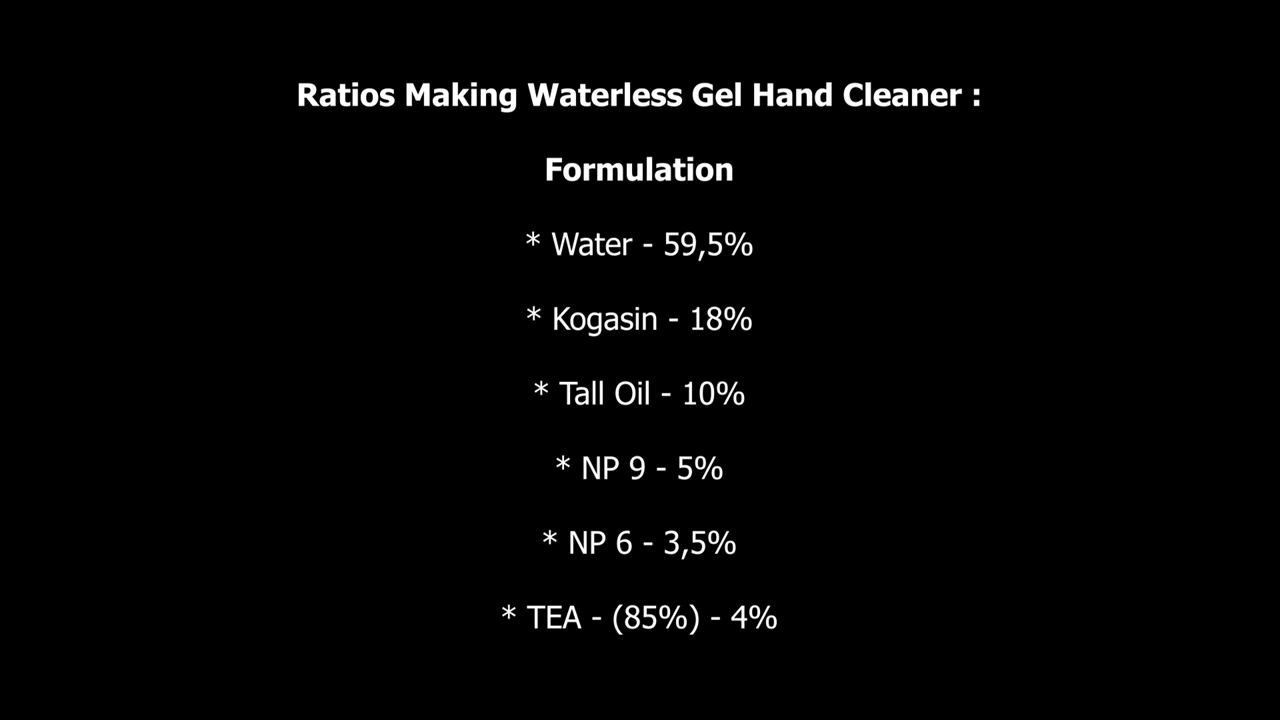 Ratios Making Waterless Gel Hand Cleaner :
Formulation
* Water - 59,5%
* Kogasin - 18%
* Tall Oil - 10%
* NP 9 - 5%
* NP 6 - 3,5%
* TEA - (85%) - 4%